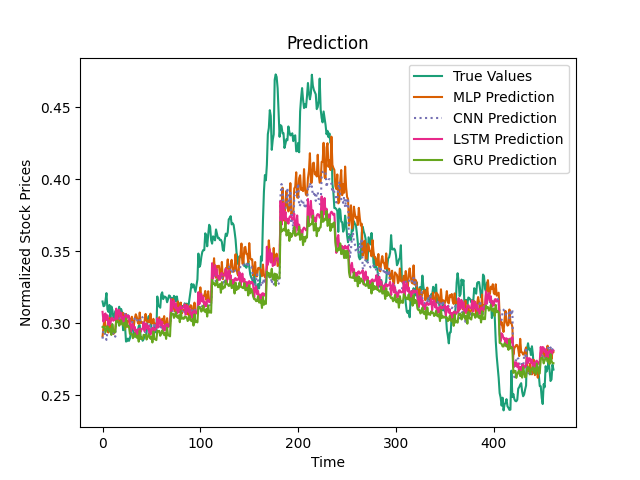 Prediction
True Values
MLP Prediction
CNN Prediction
LSTM Prediction
GRU Prediction
Normalized Stock Prices
0.45
0.40
0.35
0.30
0.25
0 100 200 300 400
Time